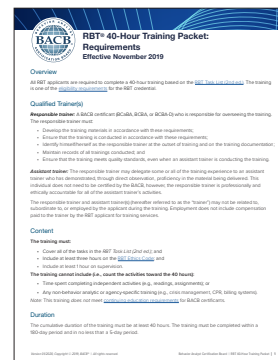 BACB
RBT® 40-Hour Training Packet:
Requirements
Effective November 2019
Overview
All RBT applicants are required to complete a 40-hour training based on the RBT Task List (2nd ed.). The training
is one of the eligibility requirements for the RBT credential.
Qualified Trainer(s)
Responsible trainer: A BACB certificant (BCaBA, BCBA, or BCBA-D) who is responsible for overseeing the training.
The responsible trainer must:
• Develop the training materials in accordance with these requirements;
• Ensure that the training is conducted in accordance with these requirements;
• Identify himself/herself as the responsible trainer at the outset of training and on the training documentation;
• Maintain records of all training conducted; and
• Ensure that the training meets quality standards, even when an assistant trainer is conducting the training.
Assistant trainer: The responsible trainer may delegate some or all of the training experience to an assistant
trainer who has demonstrated, through direct observation, proficiency in the material being delivered. This
individual does not need to be certified by the BACB, however, the responsible trainer is professionally and
ethically accountable for all of the assistant trainer's activities.
The responsible trainer and assistant trainer(s) (hereafter referred to as the "trainer") may not be related to,
subordinate to, or employed by the applicant during the training. Employment does not include compensation
paid to the trainer by the RBT applicant for training services.
Content
The training must:
• Cover all of the tasks in the RBT Task List (2nd ed.); and
• Include at least three hours on the RBT Ethics Code; and
• Include at least 1 hour on supervision.
The training cannot include (i.e., count the activities toward the 40 hours):
• Time spent completing independent activities (e.g., readings, assignments); or
• Any non-behavior analytic or agency-specific training (e.g., crisis management, CPR, billing systems).
Note: This training does not meet continuing education requirements for BACB certificants.
Duration
The cumulative duration of the training must be at least 40 hours. The training must be completed within a
180-day period and in no less than a 5-day period.